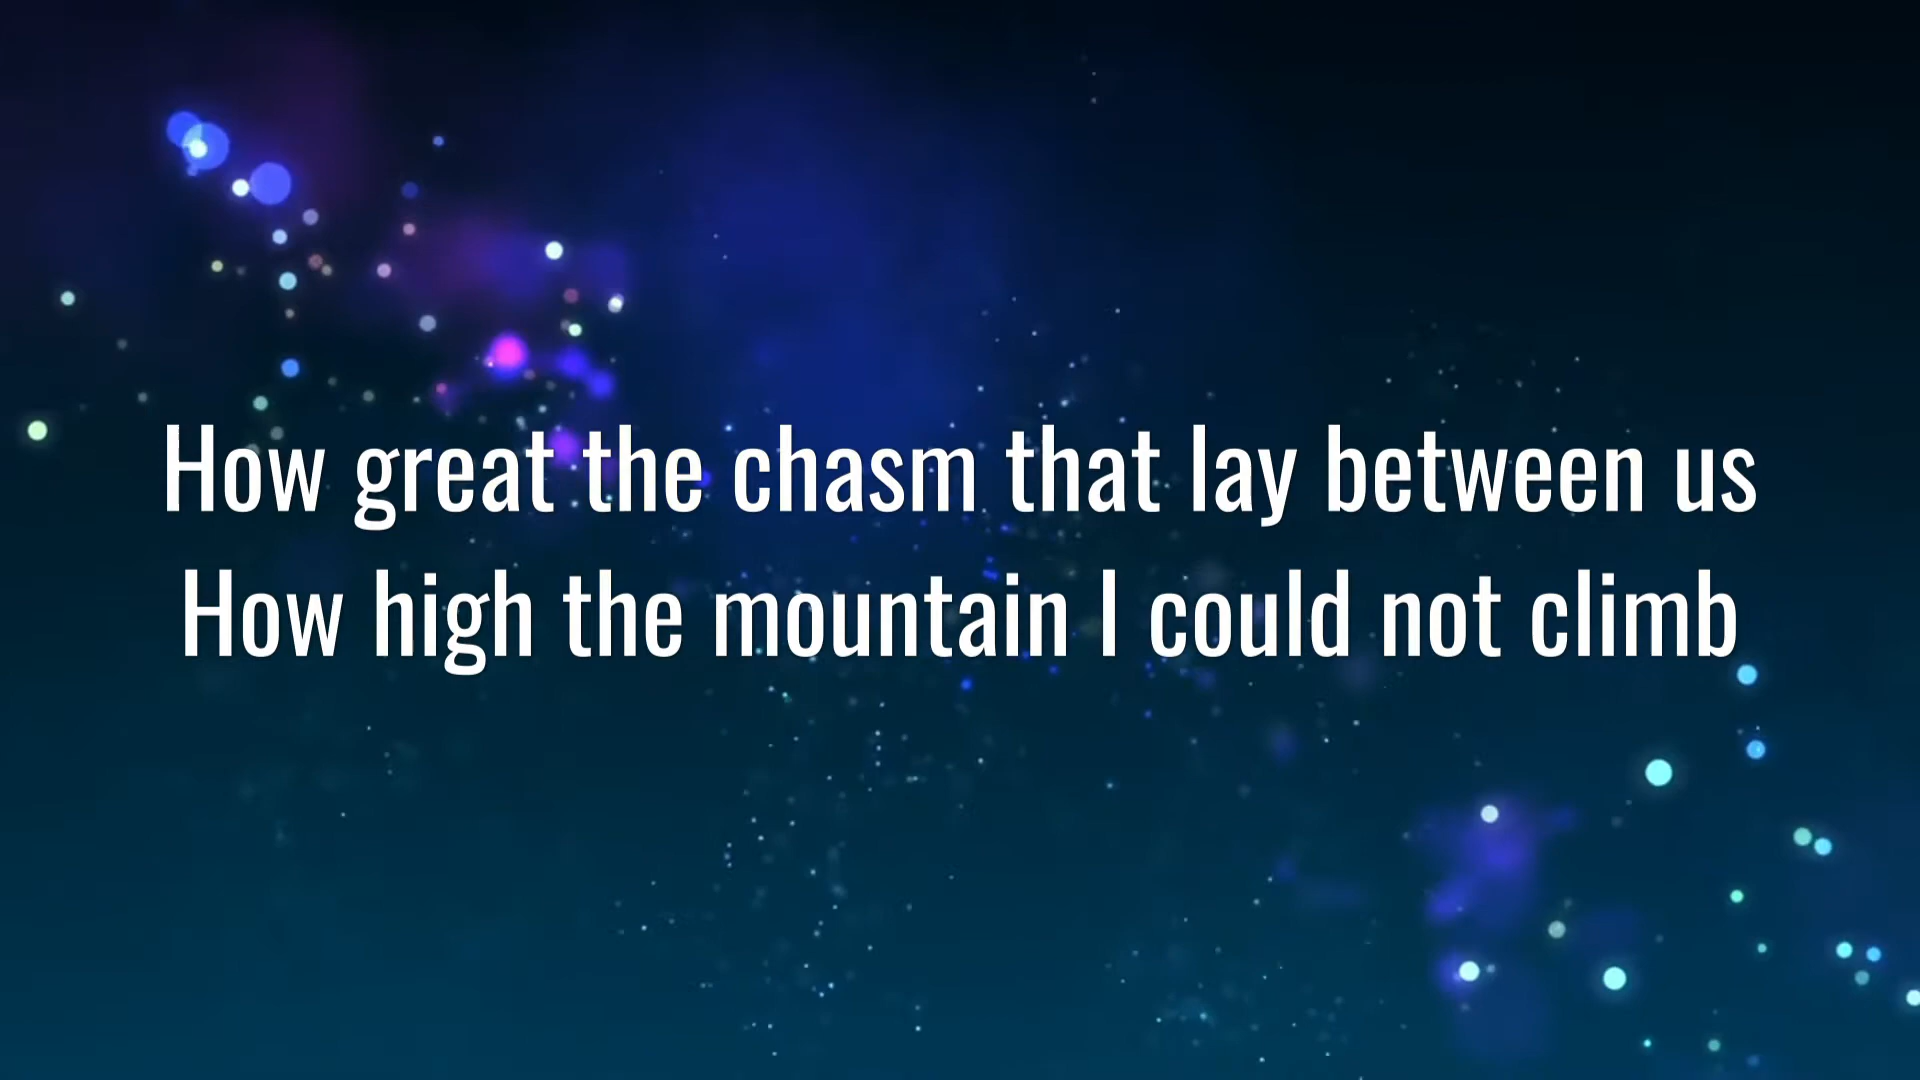 How great the chasm that lay between us
How high the mountain I could not climb